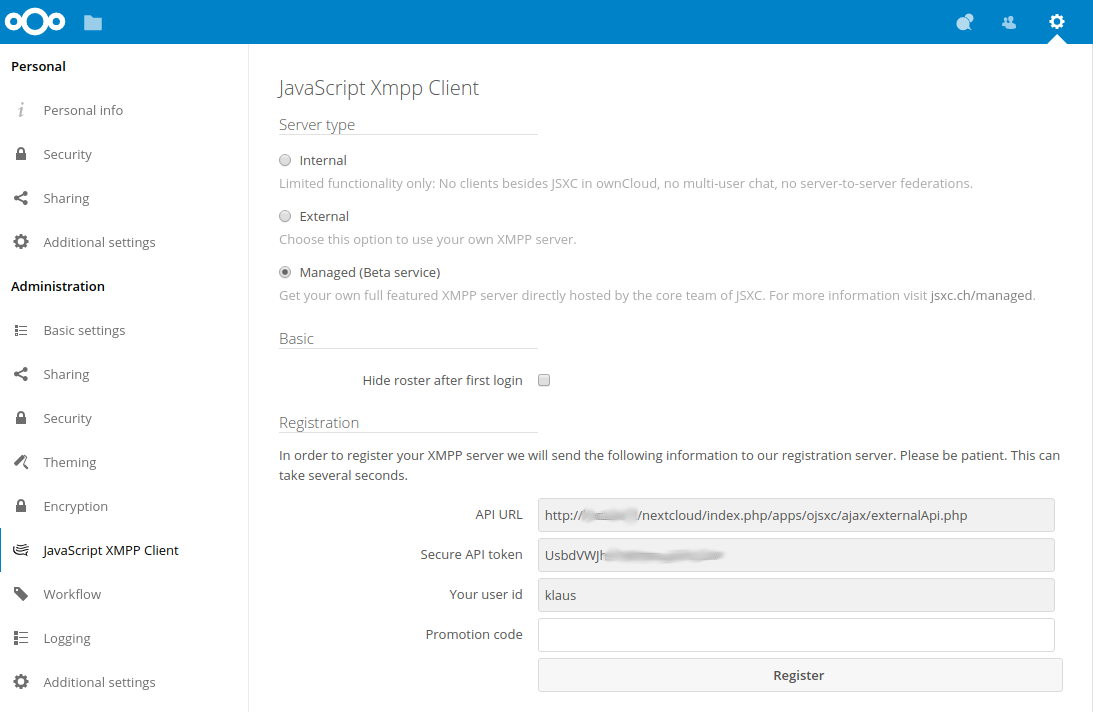 Personal
Personal info
Security
Sharing
Additional settings
Administration
Basic settings
Sharing
Security
Theming
Encryption
JavaScript XMPP Client
Workflow
Logging
Additional settings
JavaScript Xmpp Client
Server type
Internal
Limited functionality only: No clients besides JSXC in ownCloud, no multi-user chat, no server-to-server federations.
External
Choose this option to use your own XMPP server.
Managed (Beta service)
Get your own full featured XMPP server directly hosted by the core team of JSXC. For more information visit jsxc.ch/managed.
Basic
Hide roster after first login
Registration
In order to register your XMPP server we will send the following information to our registration server. Please be patient. This can
take several seconds.
API URL http:// /nextcloud/index.php/apps/ojsxc/ajax/externalApi.php
Secure API token UsbdVWJh
Your user id klaus
Promotion code
Register